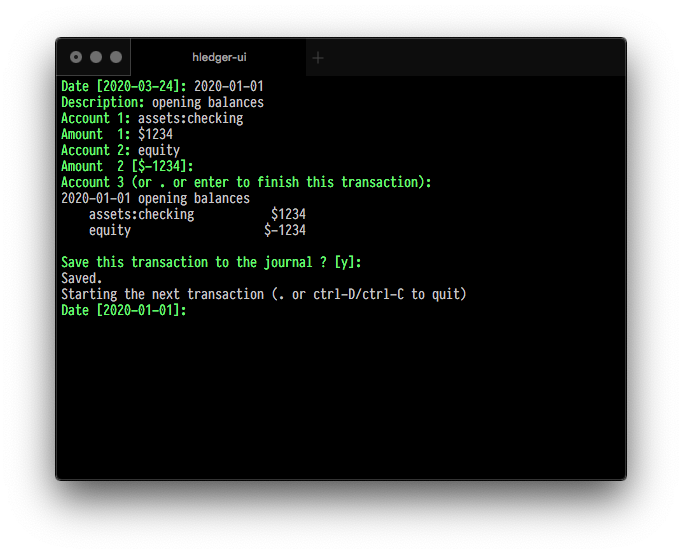 hledger-ui +
Date [2020-03-24]: 2020-01-01
Description: opening balances
Account 1: assets:checking
Amount  1: $1234
Account 2: equity
Amount  2 [$-1234]:
Account 3 (or . or enter to finish this transaction):
2020-01-01 opening balances
    assets:checking           $1234
    equity                   $-1234
Save this transaction to the journal ? [y]:
Saved.
Starting the next transaction (. or ctrl-D/ctrl-C to quit)
Date [2020-01-01]: